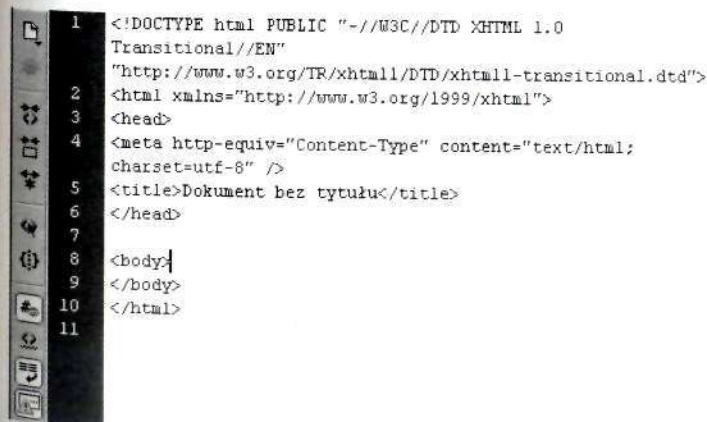 1 <!DOCTYPE html PUBLIC "-//W3C//DTD XHTML 1.0
Transitional//EN"
"http://www.w3.org/TR/xhtml1/DTD/xhtml1-transitional.dtd">
2 <html xmlns="http://www.w3.org/1999/xhtml">
3 <head>
4 <meta http-equiv="Content-Type" content="text/html;
charset=utf-8" />
5 <title>Dokument bez tytułu</title>
6 </head>
7
8 <body>
9 </body>
10 </html>
11